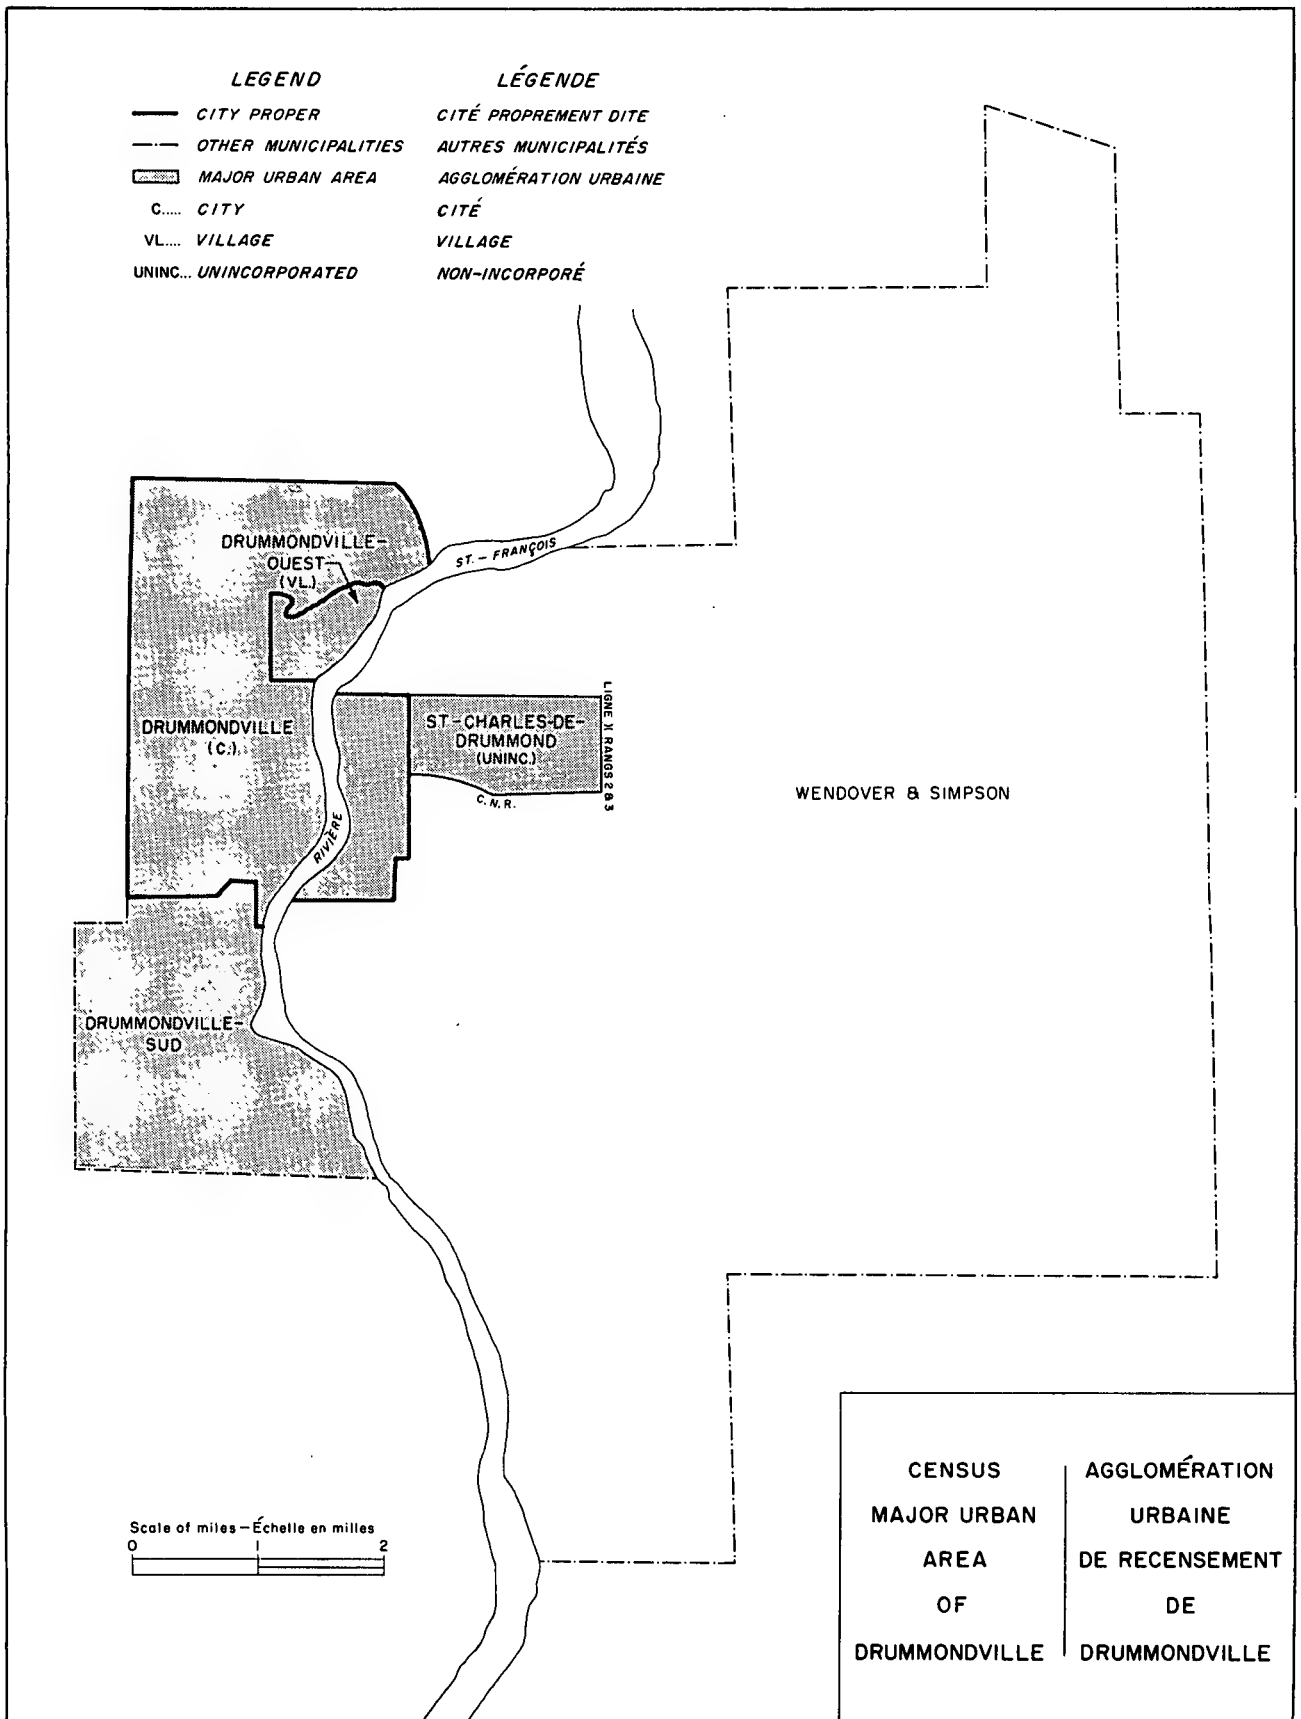 LEGEND LÉGENDE
CITY PROPER CITÉ PROPREMENT DITE
OTHER MUNICIPALITIES AUTRES MUNICIPALITÉS
MAJOR URBAN AREA AGGLOMÉRATION URBAINE
C..... CITY CITÉ
VL.... VILLAGE VILLAGE
UNINC... UNINCORPORATED NON-INCORPORÉ
DRUMMONDVILLE-
OUEST
(VL.)
ST.-FRANÇOIS
DRUMMONDVILLE
(C.)
ST-CHARLES-DE-
DRUMMOND
(UNINC.)
C.N.R.
LIGNE X RANGS 2 & 3
WENDOVER & SIMPSON
RIVIÈRE
DRUMMONDVILLE-
SUD
Scale of miles – Échelle en milles
0 1 2
CENSUS
MAJOR URBAN
AREA
OF
DRUMMONDVILLE
AGGLOMÉRATION
URBAINE
DE RECENSEMENT
DE
DRUMMONDVILLE